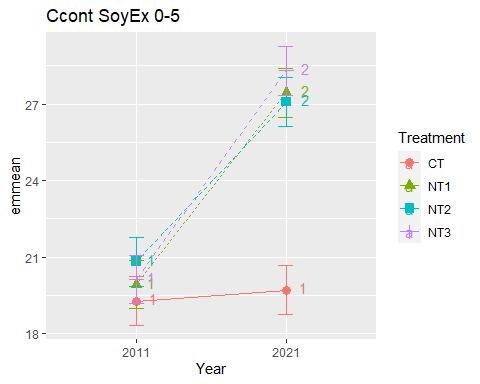 Ccont SoyEx 0-5
2
2
2
27
24
21
18
1
1
1
1
1
emmean
2011
2021
Year
Treatment
a CT
a NT1
a NT2
a NT3